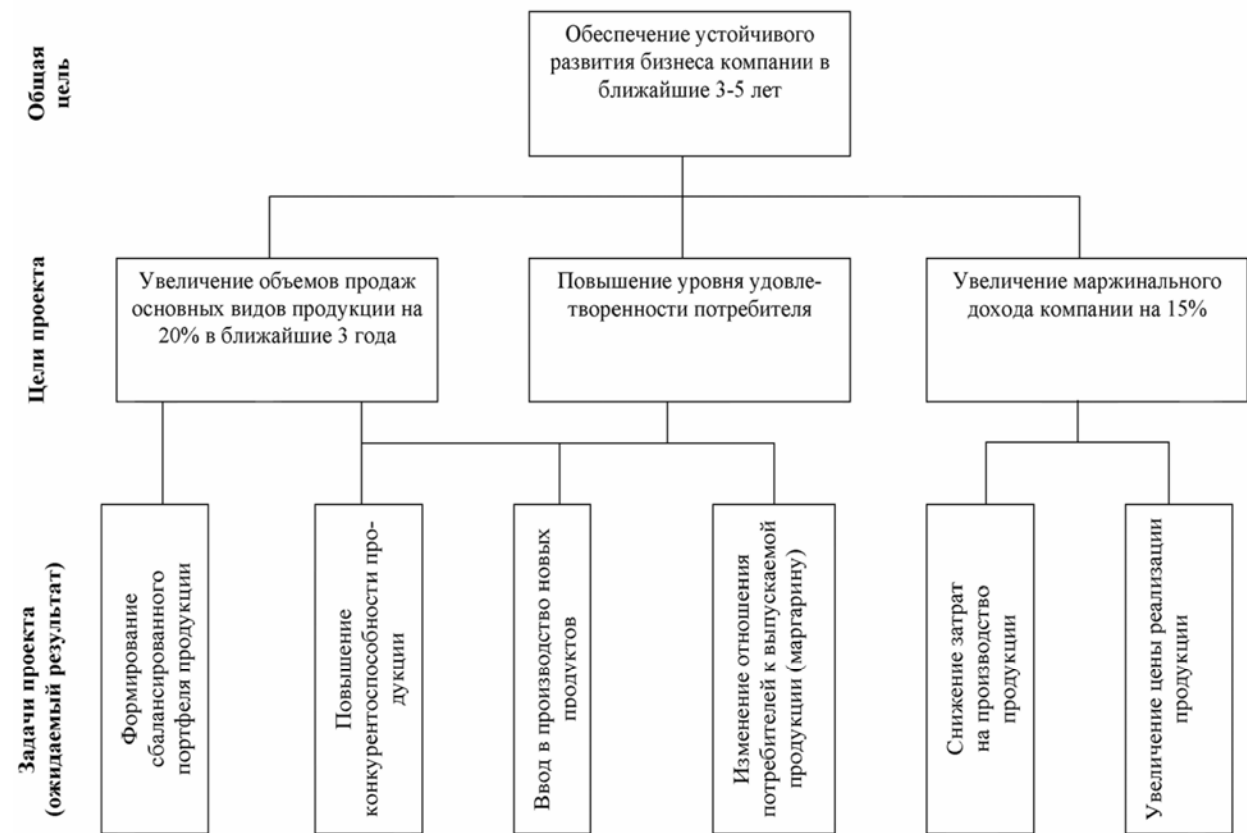 Общая
цель
Обеспечение устойчивого
развития бизнеса компании в
ближайшие 3-5 лет
Цели проекта
Увеличение объемов продаж
основных видов продукции на
20% в ближайшие 3 года
Повышение уровня удовле-
творенности потребителя
Увеличение маржинального
дохода компании на 15%
Задачи проекта
(ожидаемый результат)
Формирование
сбалансированного
портфеля продукции
Повышение
конкурентоспособности про-
дукции
Ввод в производство новых
продуктов
Изменение отношения
потребителей к выпускаемой
продукции (маргарину)
Снижение затрат
на производство
продукции
Увеличение цены реализации
продукции